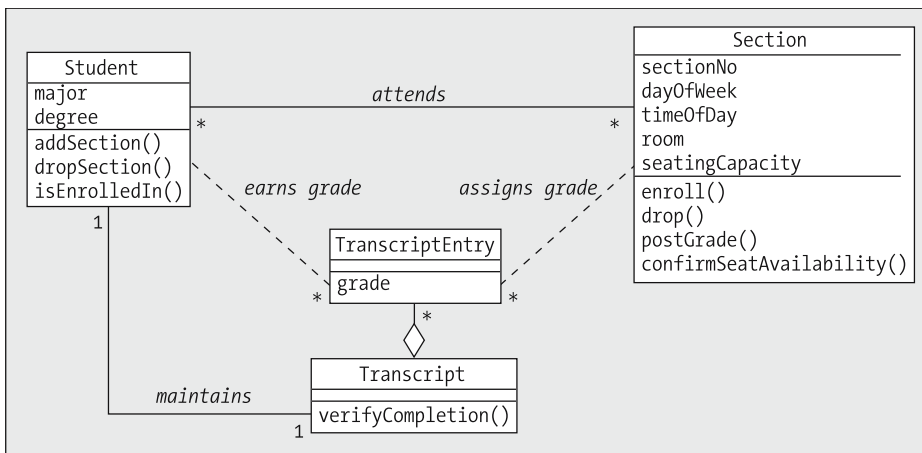 Student
major
degree
addSection()
dropSection()
isEnrolledIn()
attends
*
*
Section
sectionNo
dayOfWeek
timeOfDay
room
seatingCapacity
enroll()
drop()
postGrade()
confirmSeatAvailability()
earns grade
assigns grade
1
TranscriptEntry
grade
*
*
*
Transcript
verifyCompletion()
maintains
1